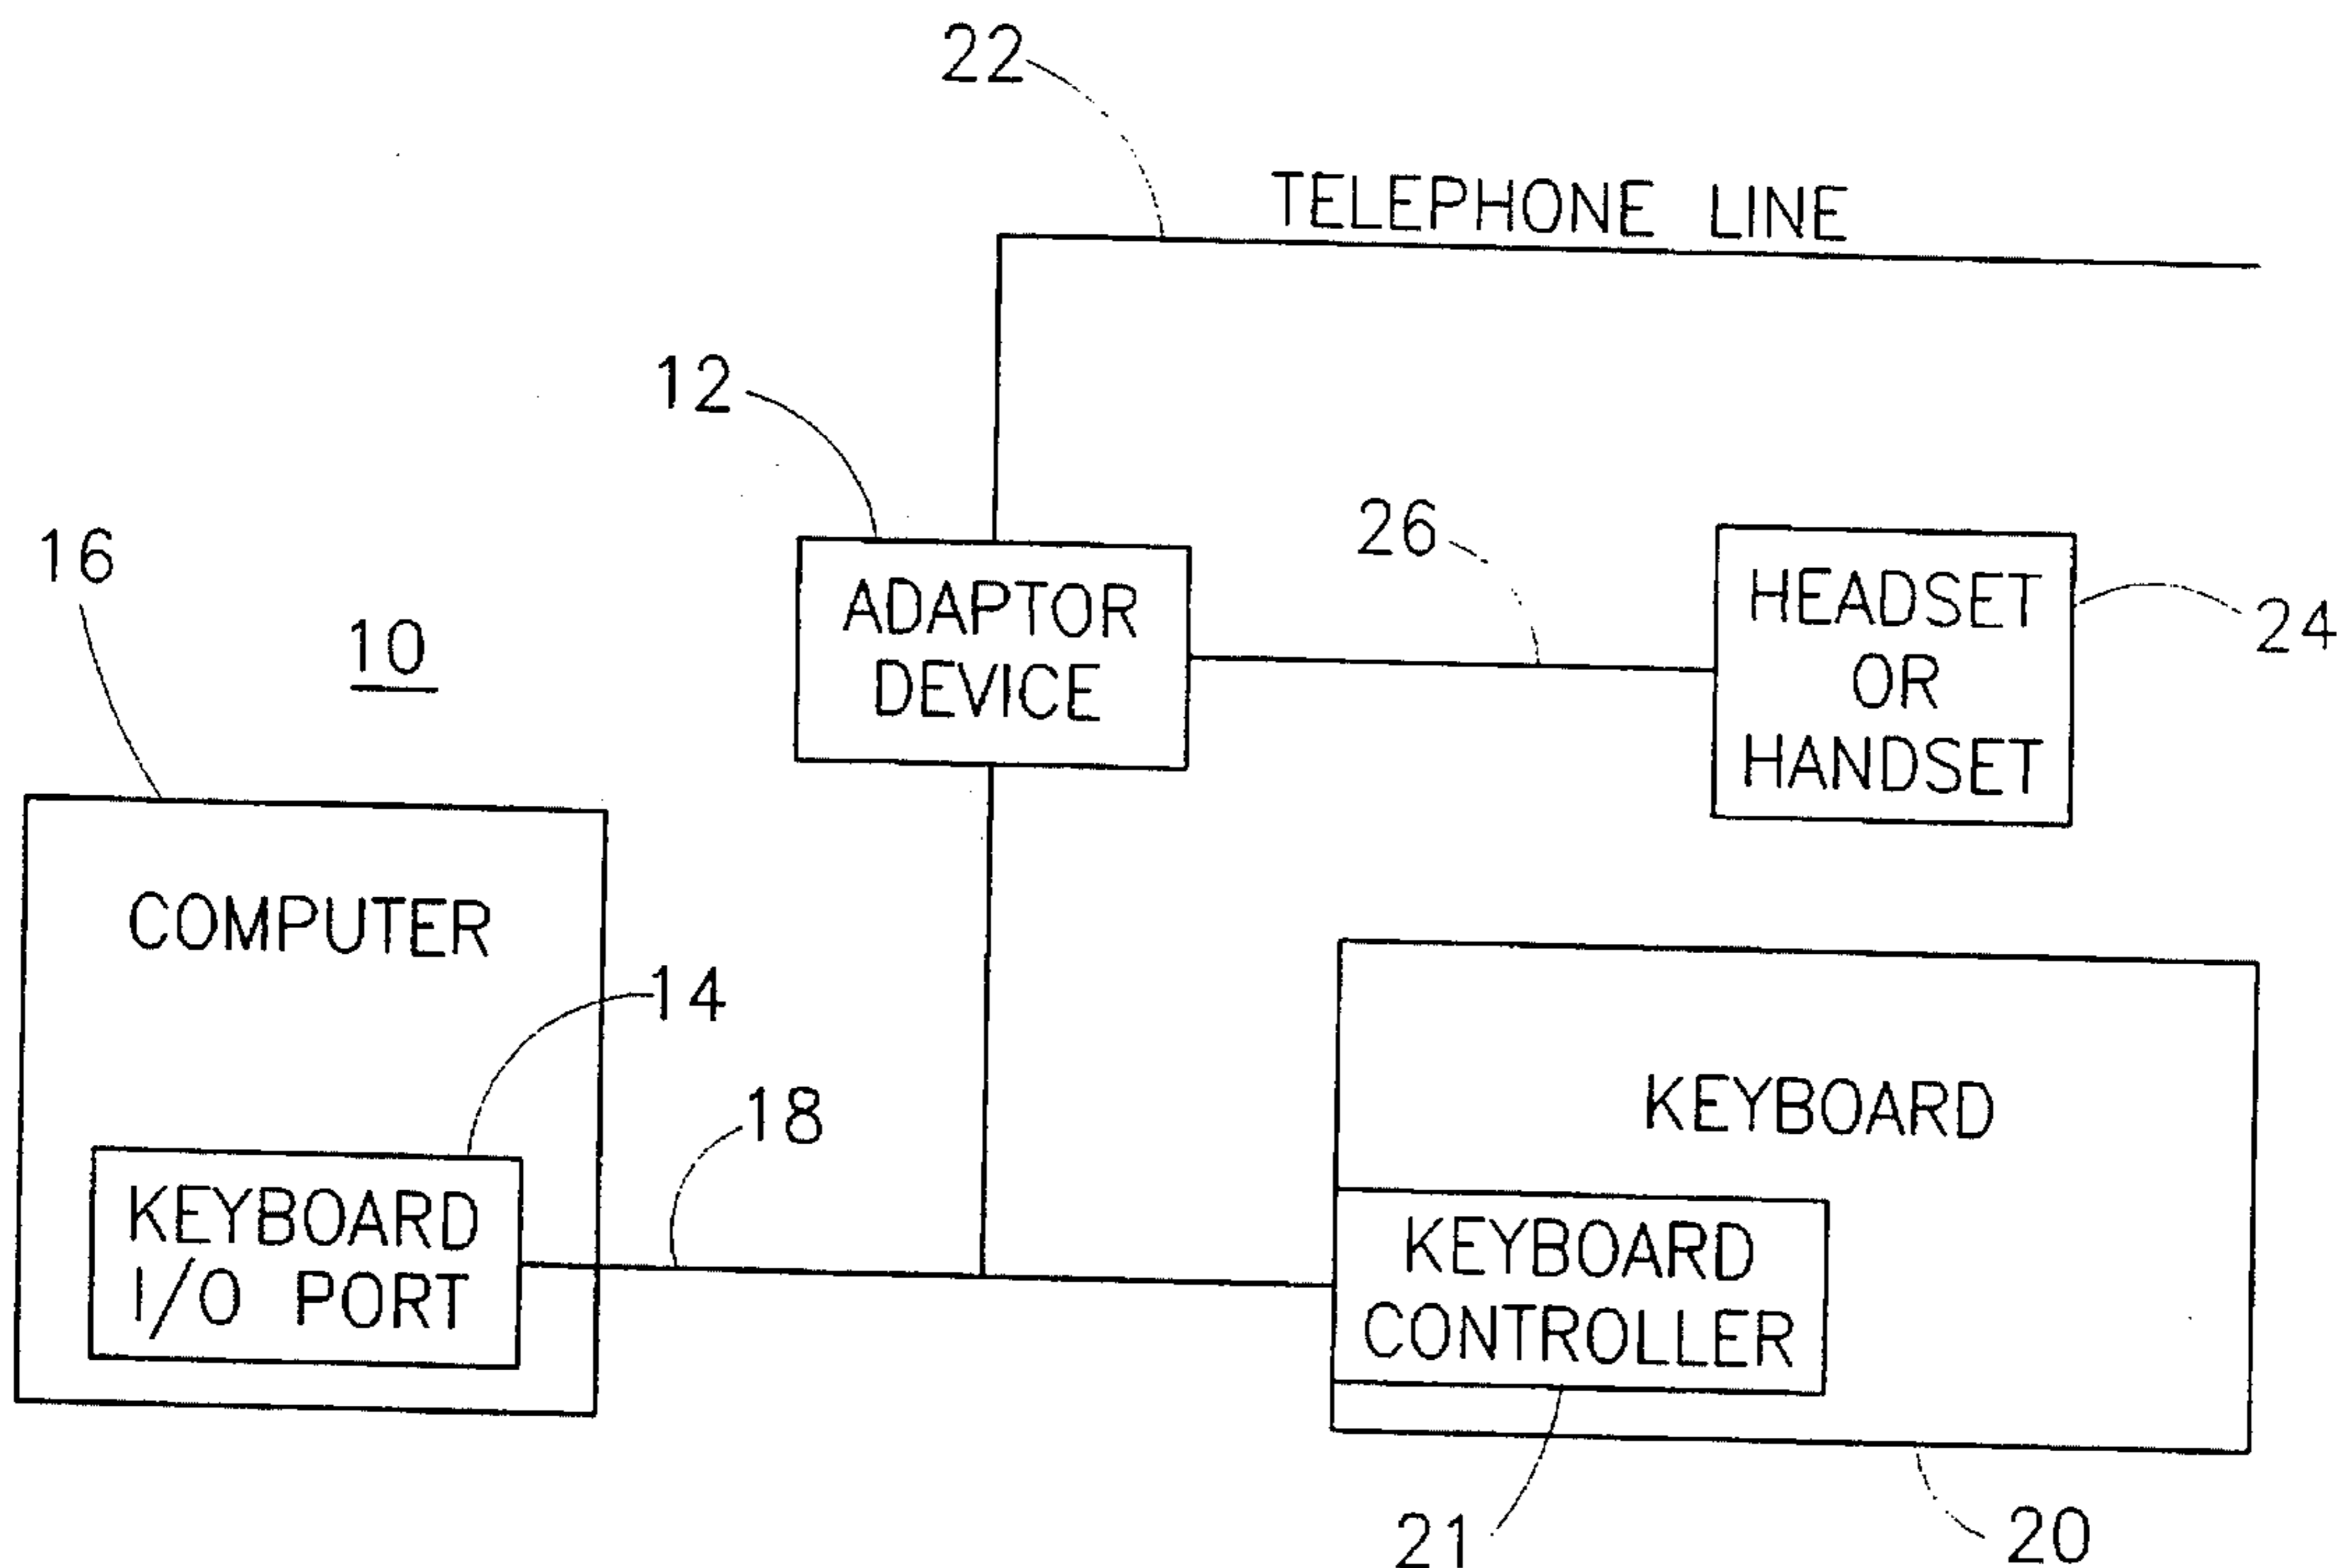 22
TELEPHONE LINE
12
16
10
ADAPTOR
DEVICE
26
HEADSET
OR
HANDSET
24
COMPUTER
14
KEYBOARD
I/O PORT
18
KEYBOARD
KEYBOARD
CONTROLLER
21
20